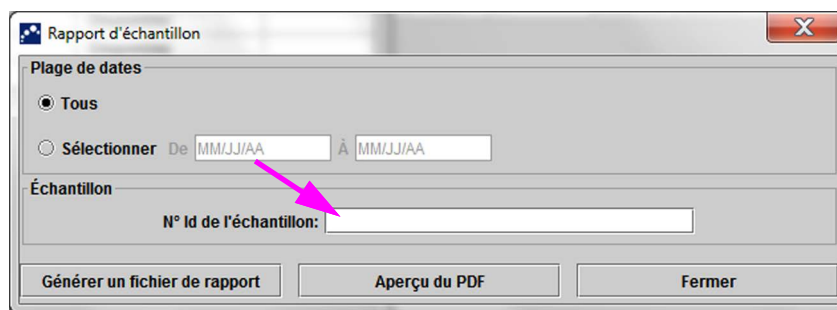 Rapport d'échantillon
Plage de dates
Tous
Sélectionner De MM/JJ/AA À MM/JJ/AA
Échantillon
N° Id de l'échantillon:
Générer un fichier de rapport Aperçu du PDF Fermer